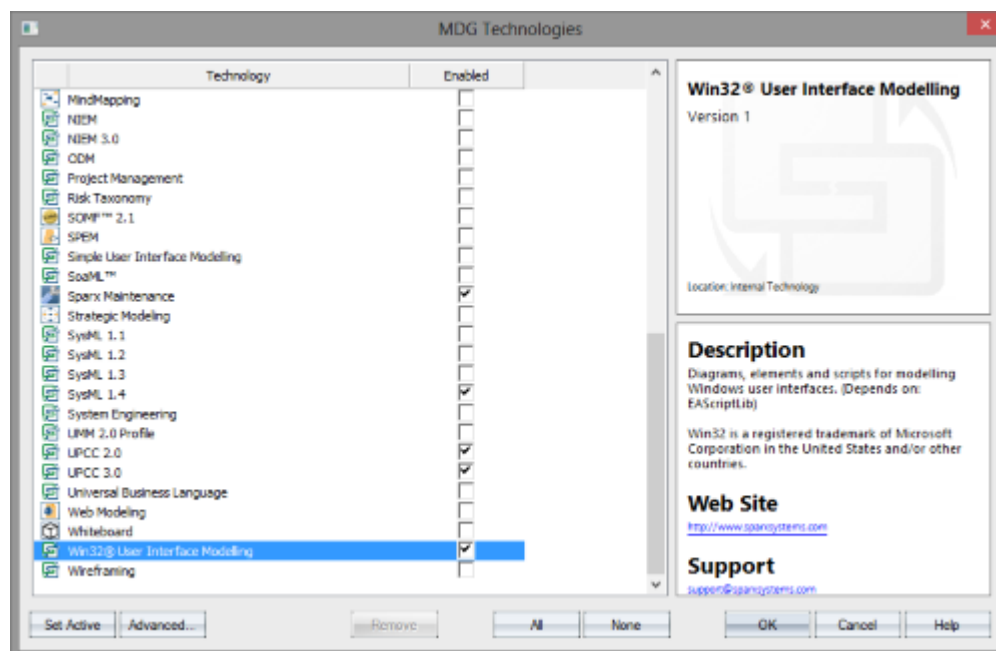 MDG Technologies
Technology Enabled
MindMapping
NIEM
NIEM 3.0
ODM
Project Management
Risk Taxonomy
SOMF™ 2.1
SPEM
Simple User Interface Modeling
SoaML™
Sparx Maintenance
Strategic Modeling
SysML 1.1
SysML 1.2
SysML 1.3
SysML 1.4
System Engineering
UMM 2.0 Profile
UPCC 2.0
UPCC 3.0
Universal Business Language
Web Modeling
Whiteboard
Win32® User Interface Modelling
Wireframing
Win32® User Interface Modelling
Version 1
Location: Internal Technology
Description
Diagrams, elements and scripts for modelling
Windows user interfaces. (Depends on:
EAScriptLib)
Win32 is a registered trademark of Microsoft
Corporation in the United States and/or other
countries.
Web Site
http://www.sparxsystems.com
Support
support@sparxsystems.com
Set Active Advanced... Remove All None OK Cancel Help